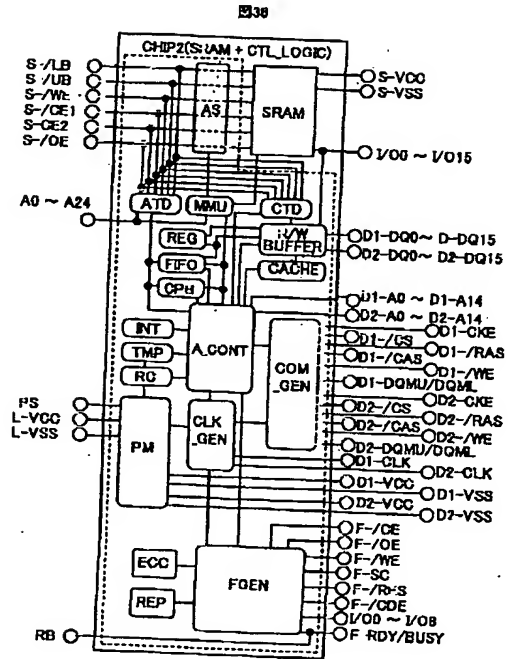 図38
CHIP2(SRAM + CTL_LOGIC)
S-/LB
S-/UB
S-/WE
S-/CE1
S-CE2
S-/OE
AS
SRAM
S-VCC
S-VSS
I/O0 ~ I/O15
A0 ~ A24
ATD
MMU
CTD
REG
R/W BUFFER
D1-DQ0~ D-DQ15
D2-DQ0~ D2-DQ15
FIFO
CACHE
CPB
D1-A0 ~ D1-A14
D2-A0 ~ D2-A14
INT
A_CONT
COM_GEN
D1-CKE
D1-/CS
D1-/RAS
D1-/CAS
D1-/WE
TMP
RC
D1-DQMU/DQML
D2-CKE
D2-/CS
D2-/RAS
D2-/CAS
D2-/WE
D2-DQMU/DQML
PS
L-VCC
L-VSS
PM
CLK_GEN
D1-CLK
D2-CLK
D1-VCC
D1-VSS
D2-VCC
D2-VSS
F-/CE
F-/OE
F-/WE
F-SC
F-/RES
F-/CDE
I/O0 ~ I/O8
F-RDY/BUSY
ECC
REP
FGEN
RB